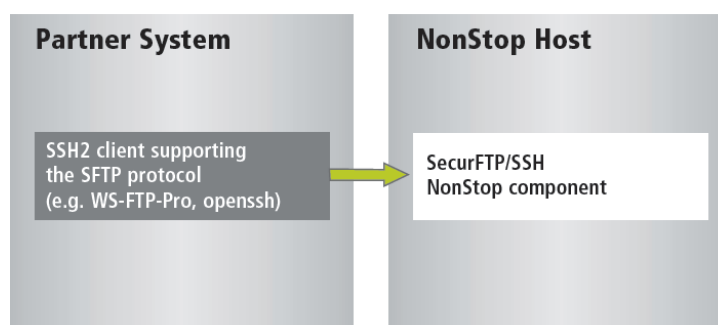 Partner System
SSH2 client supporting
the SFTP protocol
(e.g. WS-FTP-Pro, openssh)
NonStop Host
SecurFTP/SSH
NonStop component